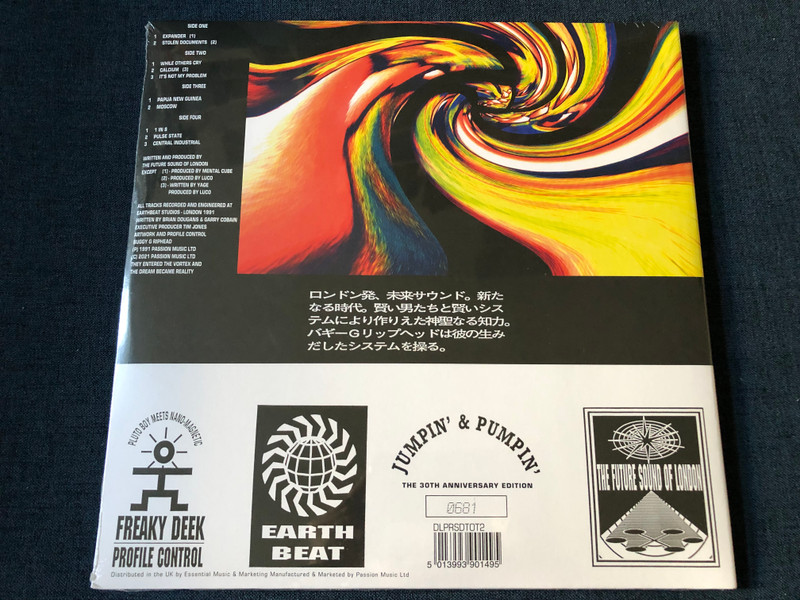 SIDE ONE
1 EXPANDER (1)
2 STOLEN DOCUMENTS (2)
SIDE TWO
1 WHILE OTHERS CRY
2 CALCIUM (3)
3 IT'S NOT MY PROBLEM
SIDE THREE
1 PAPUA NEW GUINEA
2 MOSCOW
SIDE FOUR
1 1 IN 8
2 PULSE STATE
3 CENTRAL INDUSTRIAL
WRITTEN AND PRODUCED BY
THE FUTURE SOUND OF LONDON
EXCEPT (1) - PRODUCED BY MENTAL CUBE
(2) - PRODUCED BY LUCO
(3) - WRITTEN BY YAGE
PRODUCED BY LUCO
ALL TRACKS RECORDED AND ENGINEERED AT
EARTHBEAT STUDIOS - LONDON 1991
WRITTEN BY BRIAN DOUGANS & GARRY COBAIN
EXECUTIVE PRODUCER TIM JONES
ARTWORK AND PROFILE CONTROL
BUGGY G RIPHEAD
(P) 1991 PASSION MUSIC LTD
(C) 2021 PASSION MUSIC LTD
THEY ENTERED THE VORTEX AND
THE DREAM BECAME REALITY
ロンドン発、未来サウンド。新た
なる時代。賢い男たちと賢いシス
テムにより作りえた神聖なる知力。
バギーGリップヘッドは彼の生み
だしたシステムを操る。
PLUTO BOY MEETS NANO-MAGNETIC
FREAKY DEEK
PROFILE CONTROL
EARTH
BEAT
JUMPIN' & PUMPIN'
THE 30TH ANNIVERSARY EDITION
0681
DLPRSDTOT2
5 013993 901495
THE FUTURE SOUND OF LONDON
Distributed in the UK by Essential Music & Marketing Manufactured & Marketed by Passion Music Ltd